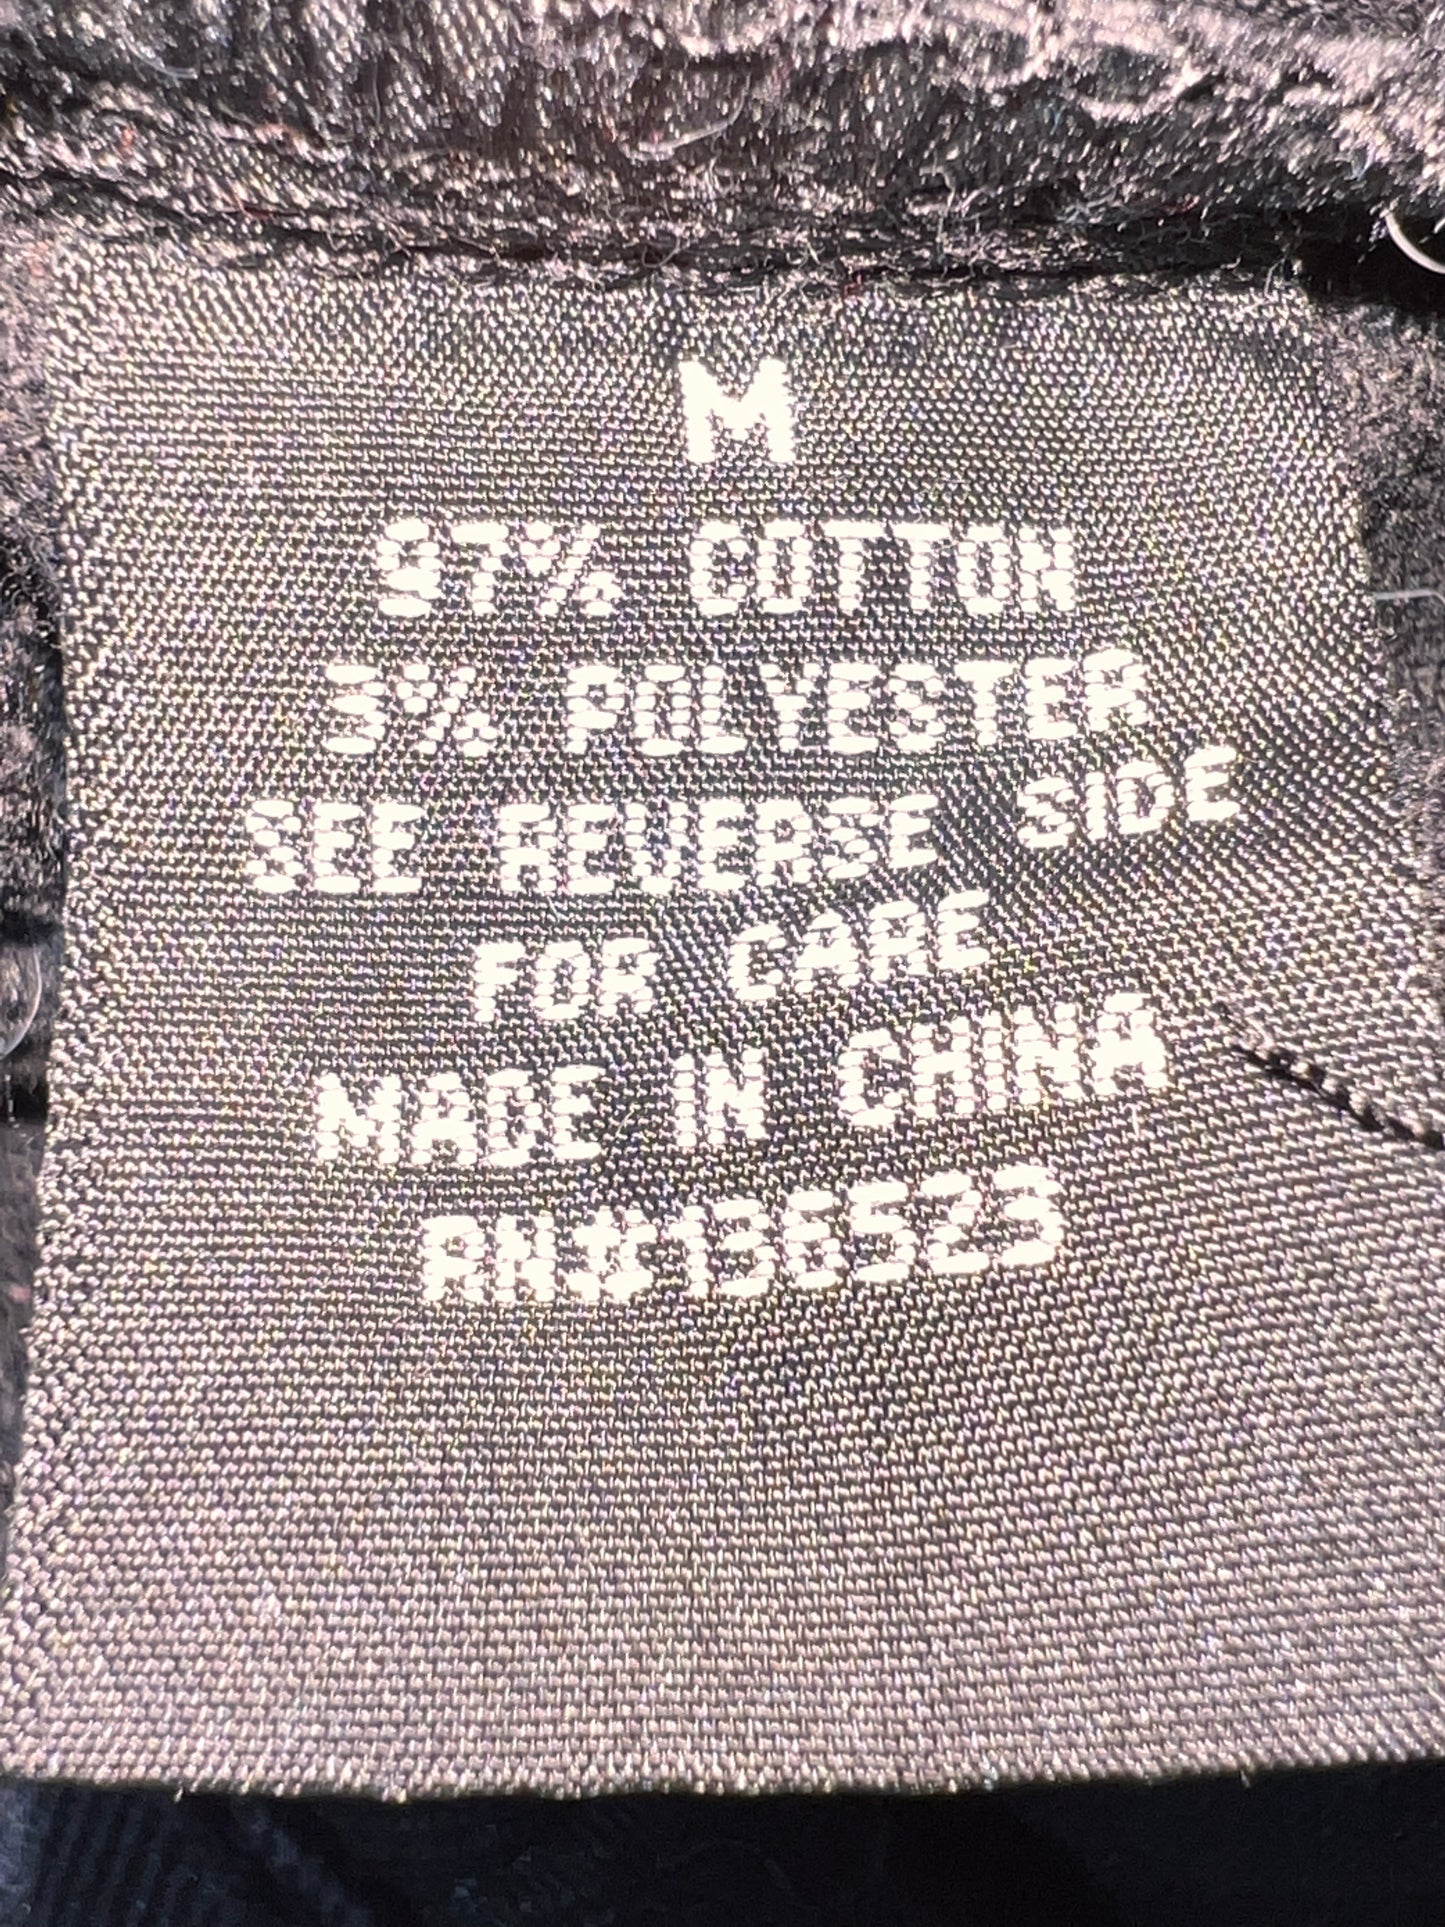 M
97% COTTON
3% POLYESTER
SEE REVERSE SIDE
FOR CARE
MADE IN CHINA
RN#136523